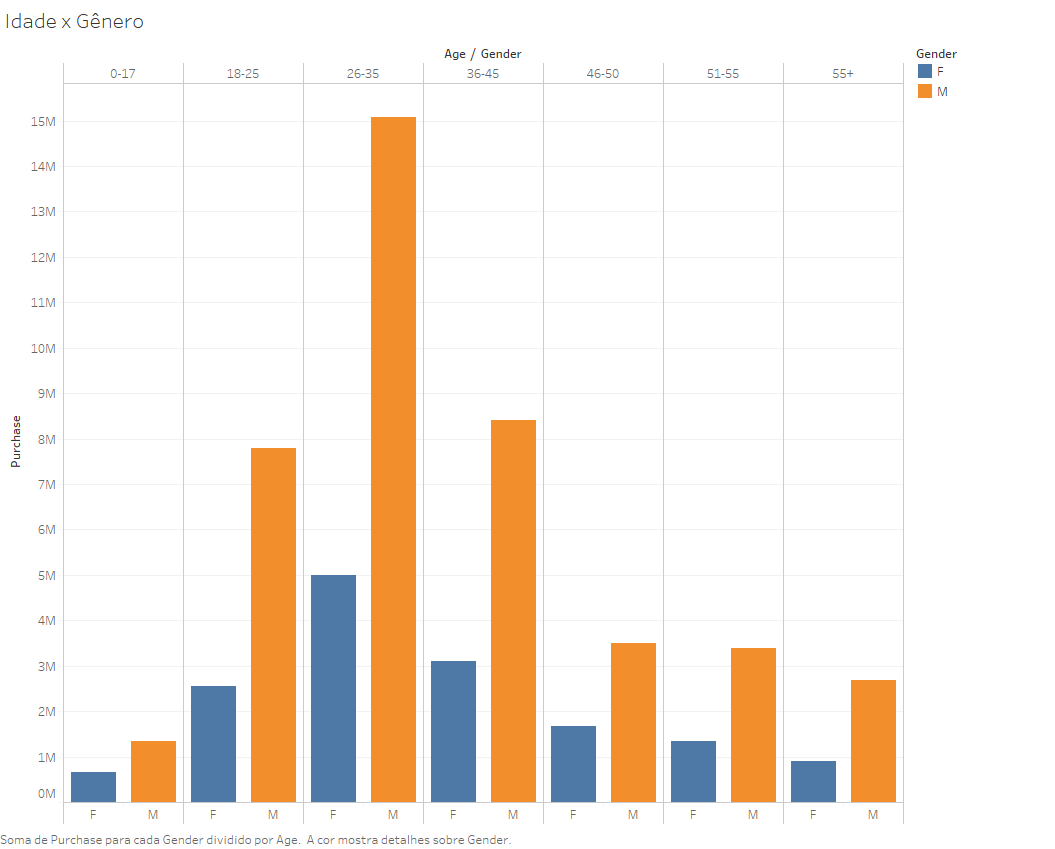 Idade x Gênero
Age / Gender
Gender
0-17 18-25 26-35 36-45 46-50 51-55 55+
F
M
15M
14M
13M
12M
11M
10M
9M
8M
7M
6M
5M
4M
3M
2M
1M
0M
Purchase
F M F M F M F M F M F M F M
Soma de Purchase para cada Gender dividido por Age.  A cor mostra detalhes sobre Gender.